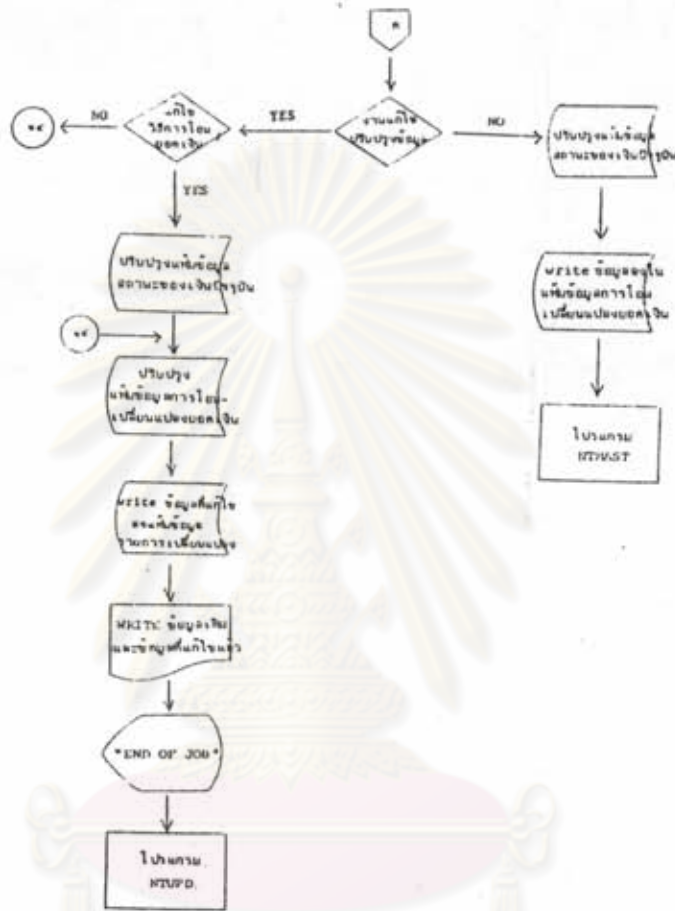 ก
แก้ไข
วิธีการโอน
ยอดเงิน
NO
YES
งานแก้ไข
ปรับปรุงข้อมูล
NO
ปรับปรุงแฟ้มข้อมูล
สถานะของเงินปัจจุบัน
YES
ปรับปรุงแฟ้มข้อมูล
สถานะของเงินปัจจุบัน
write ข้อมูลลงใน
แฟ้มข้อมูลการโอน
เปลี่ยนแปลงยอดเงิน
ปรับปรุง
แฟ้มข้อมูลการโอน-
เปลี่ยนแปลงยอดเงิน
โปรแกรม
write ข้อมูลที่แก้ไข
ลงแฟ้มข้อมูล
รายการเปลี่ยนแปลง
WRITE ข้อมูลเดิม
และข้อมูลที่แก้ไขแล้ว
"END OF JOB"
โปรแกรม
NTUPD.